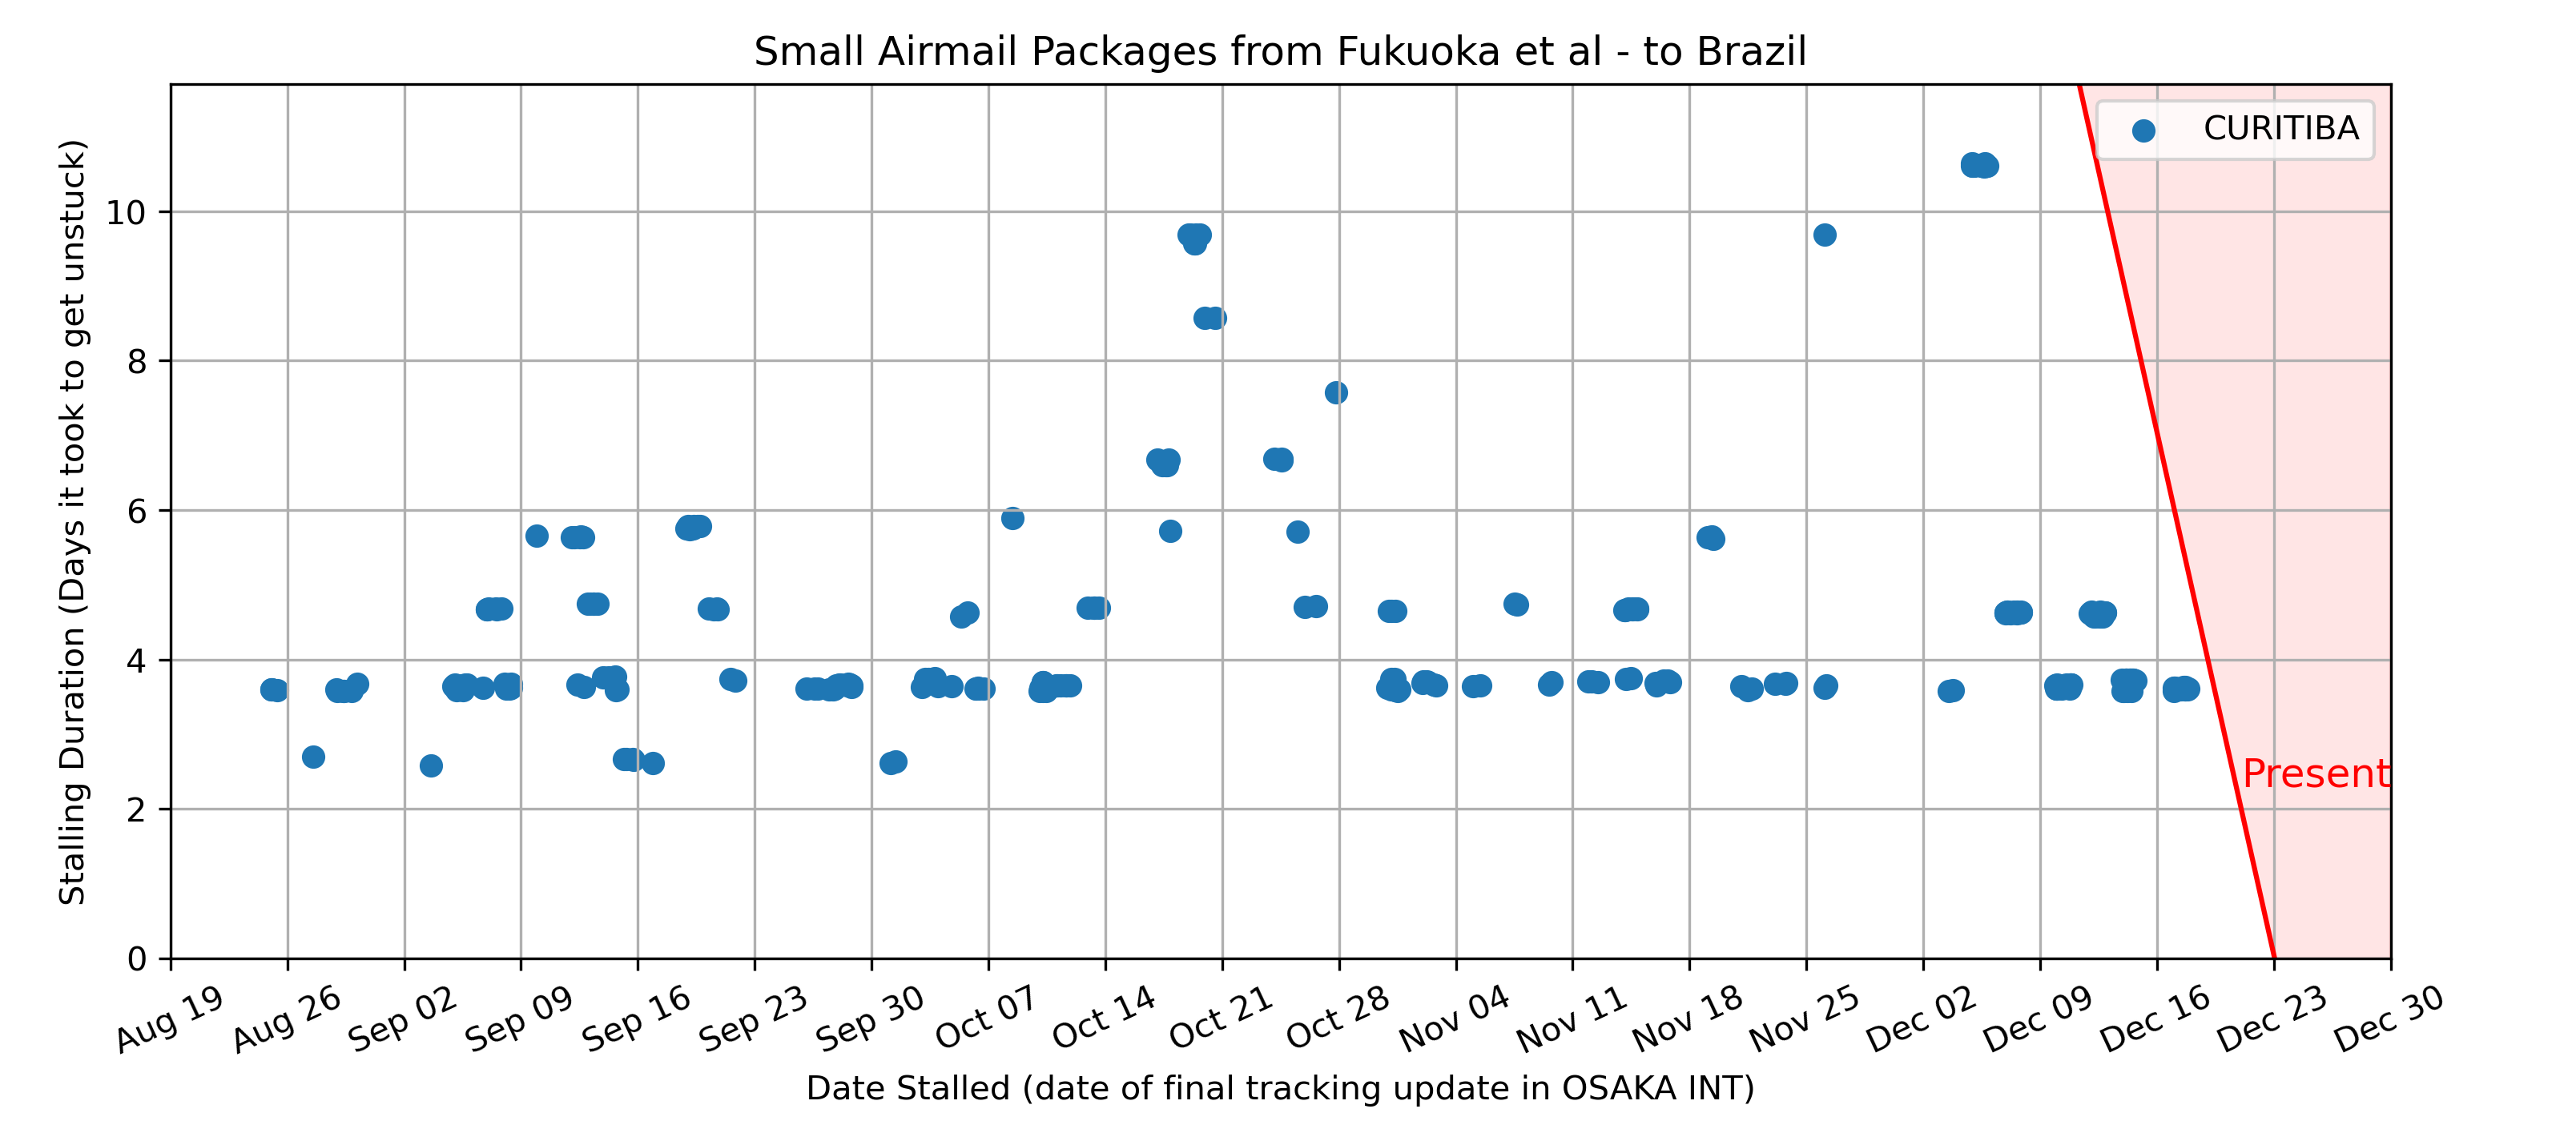 Small Airmail Packages from Fukuoka et al - to Brazil
Stalling Duration (Days it took to get unstuck)
10
8
6
4
2
0
CURITIBA
Present
Aug 19
Aug 26
Sep 02
Sep 09
Sep 16
Sep 23
Sep 30
Oct 07
Oct 14
Oct 21
Oct 28
Nov 04
Nov 11
Nov 18
Nov 25
Dec 02
Dec 09
Dec 16
Dec 23
Dec 30
Date Stalled (date of final tracking update in OSAKA INT)